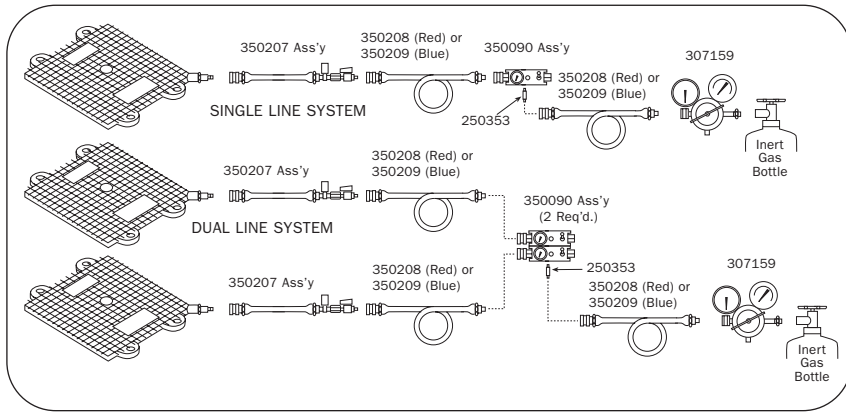 350207 Ass'y
350208 (Red) or
350209 (Blue)
350090 Ass'y
350208 (Red) or
350209 (Blue)
307159
SINGLE LINE SYSTEM
250353
Inert
Gas
Bottle
350207 Ass'y
350208 (Red) or
350209 (Blue)
350090 Ass'y
(2 Req'd.)
DUAL LINE SYSTEM
350207 Ass'y
350208 (Red) or
350209 (Blue)
250353
350208 (Red) or
350209 (Blue)
307159
Inert
Gas
Bottle